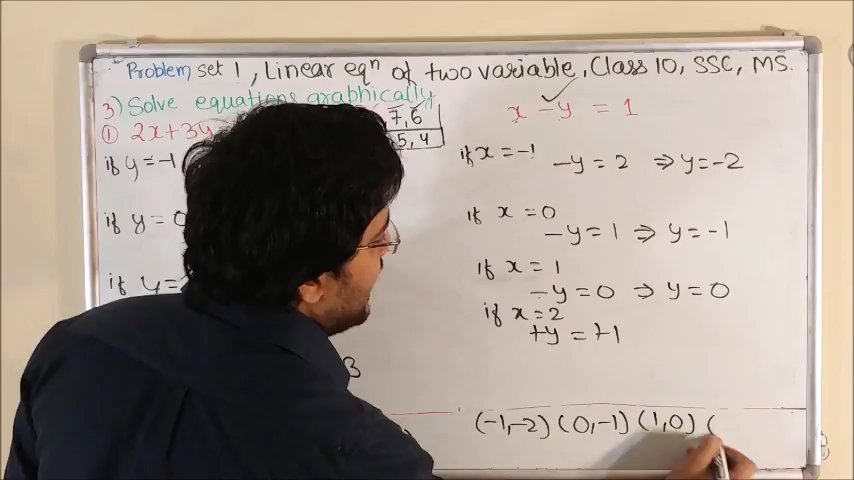 Problem set 1, Linear eqⁿ of two variable, Class 10, SSC, MS.
3) Solve equations graphically
7, 6
5, 4
① 2x+3y
x - y = 1
if y = -1
if x = -1 -y = 2 ⇒ y = -2
if y = 0
if x = 0
-y = 1 ⇒ y = -1
if y =
if x = 1
-y = 0 ⇒ y = 0
if x = 2
+y = +1
3
(-1,-2) (0,-1) (1,0) (